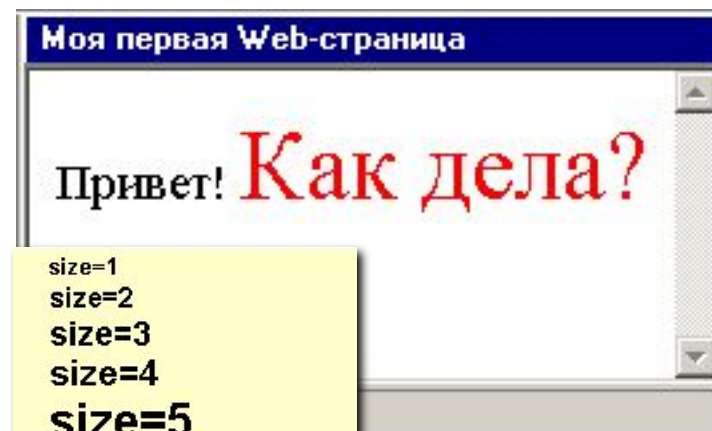 Моя первая Web-страница
Привет! Как дела?
size=1
size=2
size=3
size=4
size=5